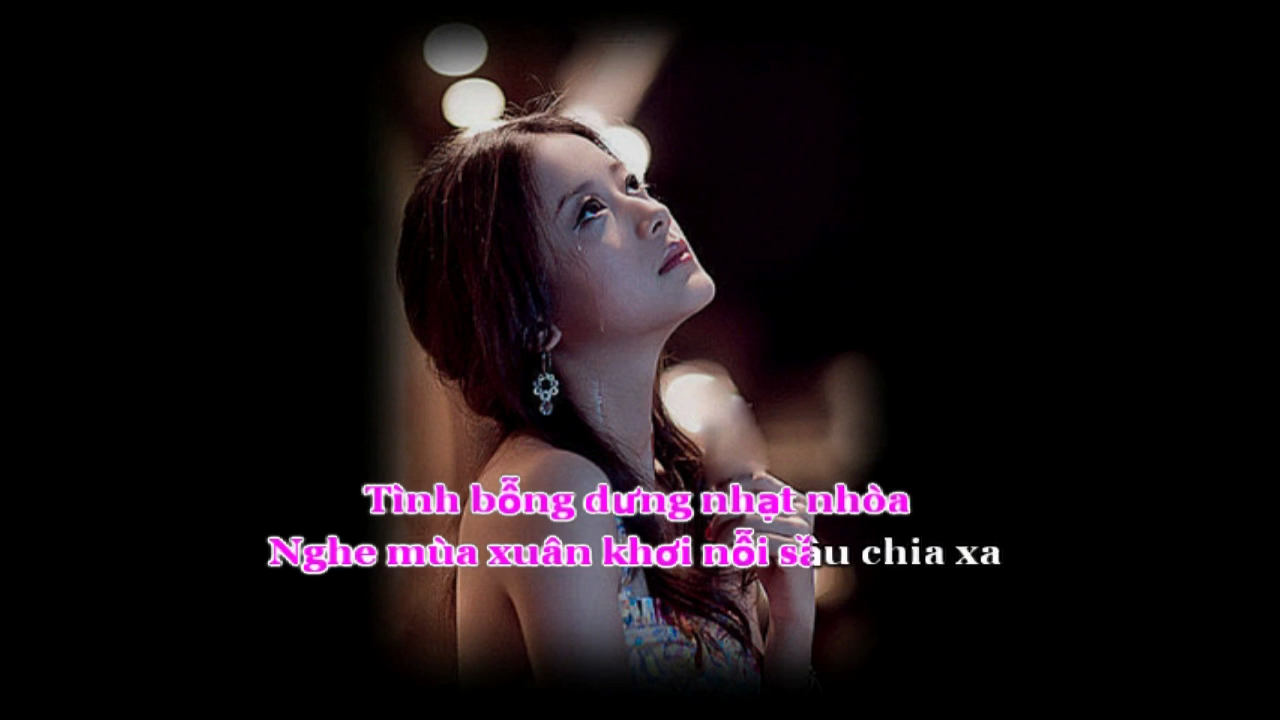 Tình bỗng dưng nhạt nhòa
Nghe mùa xuân khơi nỗi sầu chia xa